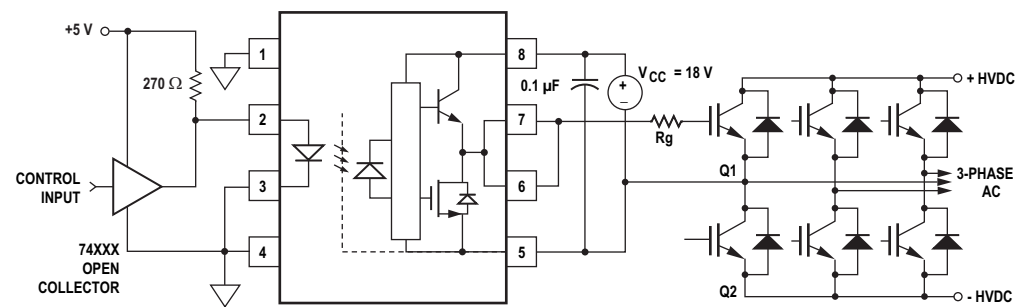 +5 V
270 Ω
CONTROL
INPUT
74XXX
OPEN
COLLECTOR
1
2
3
4
8
7
6
5
0.1 µF
+
–
V CC = 18 V
Rg
Q1
Q2
+ HVDC
3-PHASE
AC
- HVDC